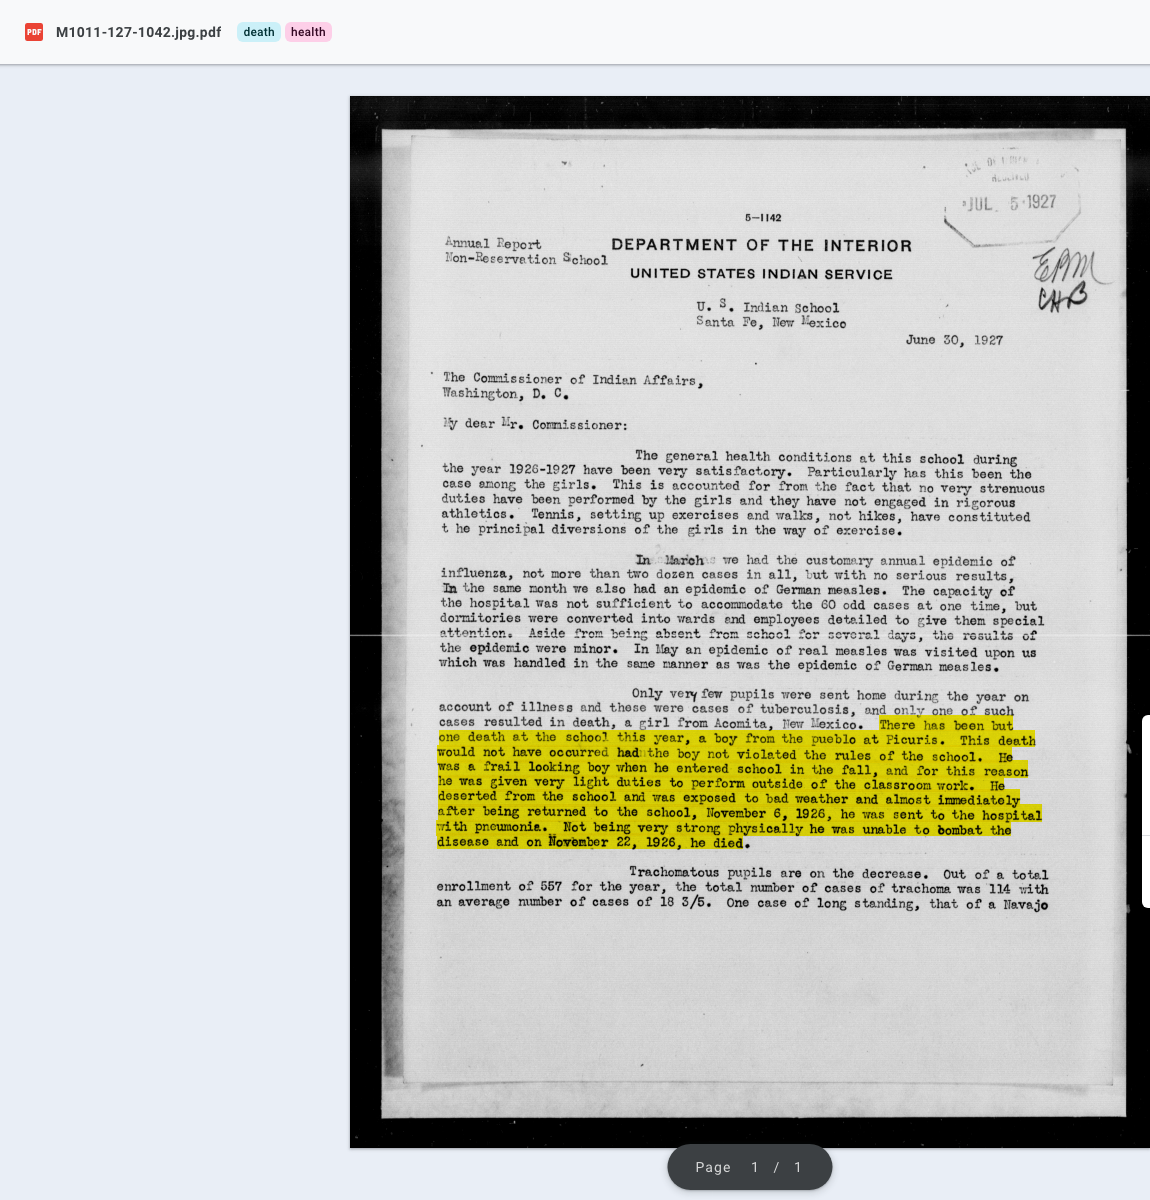 M1011-127-1042.jpg.pdf death health
JUL 5 1927
5-1142
Annual Report
Non-Reservation School
DEPARTMENT OF THE INTERIOR
UNITED STATES INDIAN SERVICE
EBM
CHB
U. S. Indian School
Santa Fe, New Mexico
June 30, 1927
The Commissioner of Indian Affairs,
Washington, D. C.
My dear Mr. Commissioner:
The general health conditions at this school during
the year 1926-1927 have been very satisfactory. Particularly has this been the
case among the girls. This is accounted for from the fact that no very strenuous
duties have been performed by the girls and they have not engaged in rigorous
athletics. Tennis, setting up exercises and walks, not hikes, have constituted
t he principal diversions of the girls in the way of exercise.
In March we had the customary annual epidemic of
influenza, not more than two dozen cases in all, but with no serious results,
In the same month we also had an epidemic of German measles. The capacity of
the hospital was not sufficient to accommodate the 60 odd cases at one time, but
dormitories were converted into wards and employees detailed to give them special
attention. Aside from being absent from school for several days, the results of
the epidemic were minor. In May an epidemic of real measles was visited upon us
which was handled in the same manner as was the epidemic of German measles.
Only very few pupils were sent home during the year on
account of illness and these were cases of tuberculosis, and only one of such
cases resulted in death, a girl from Acomita, New Mexico. There has been but
one death at the school this year, a boy from the pueblo at Picuris. This death
would not have occurred had the boy not violated the rules of the school. He
was a frail looking boy when he entered school in the fall, and for this reason
he was given very light duties to perform outside of the classroom work. He
deserted from the school and was exposed to bad weather and almost immediately
after being returned to the school, November 6, 1926, he was sent to the hospital
with pneumonia. Not being very strong physically he was unable to bombat the
disease and on November 22, 1926, he died.
Trachomatous pupils are on the decrease. Out of a total
enrollment of 557 for the year, the total number of cases of trachoma was 114 with
an average number of cases of 18 3/5. One case of long standing, that of a Navajo
Page 1 / 1